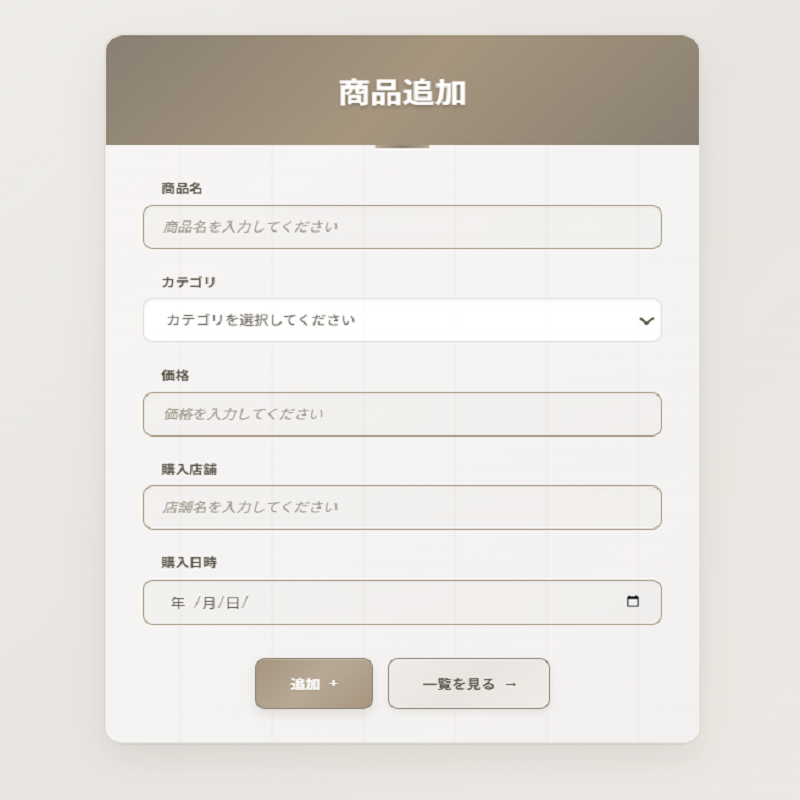 商品追加
商品名
商品名を入力してください
カテゴリ
カテゴリを選択してください
価格
価格を入力してください
購入店舗
店舗名を入力してください
購入日時
年 /月/日/
追加 +
一覧を見る →